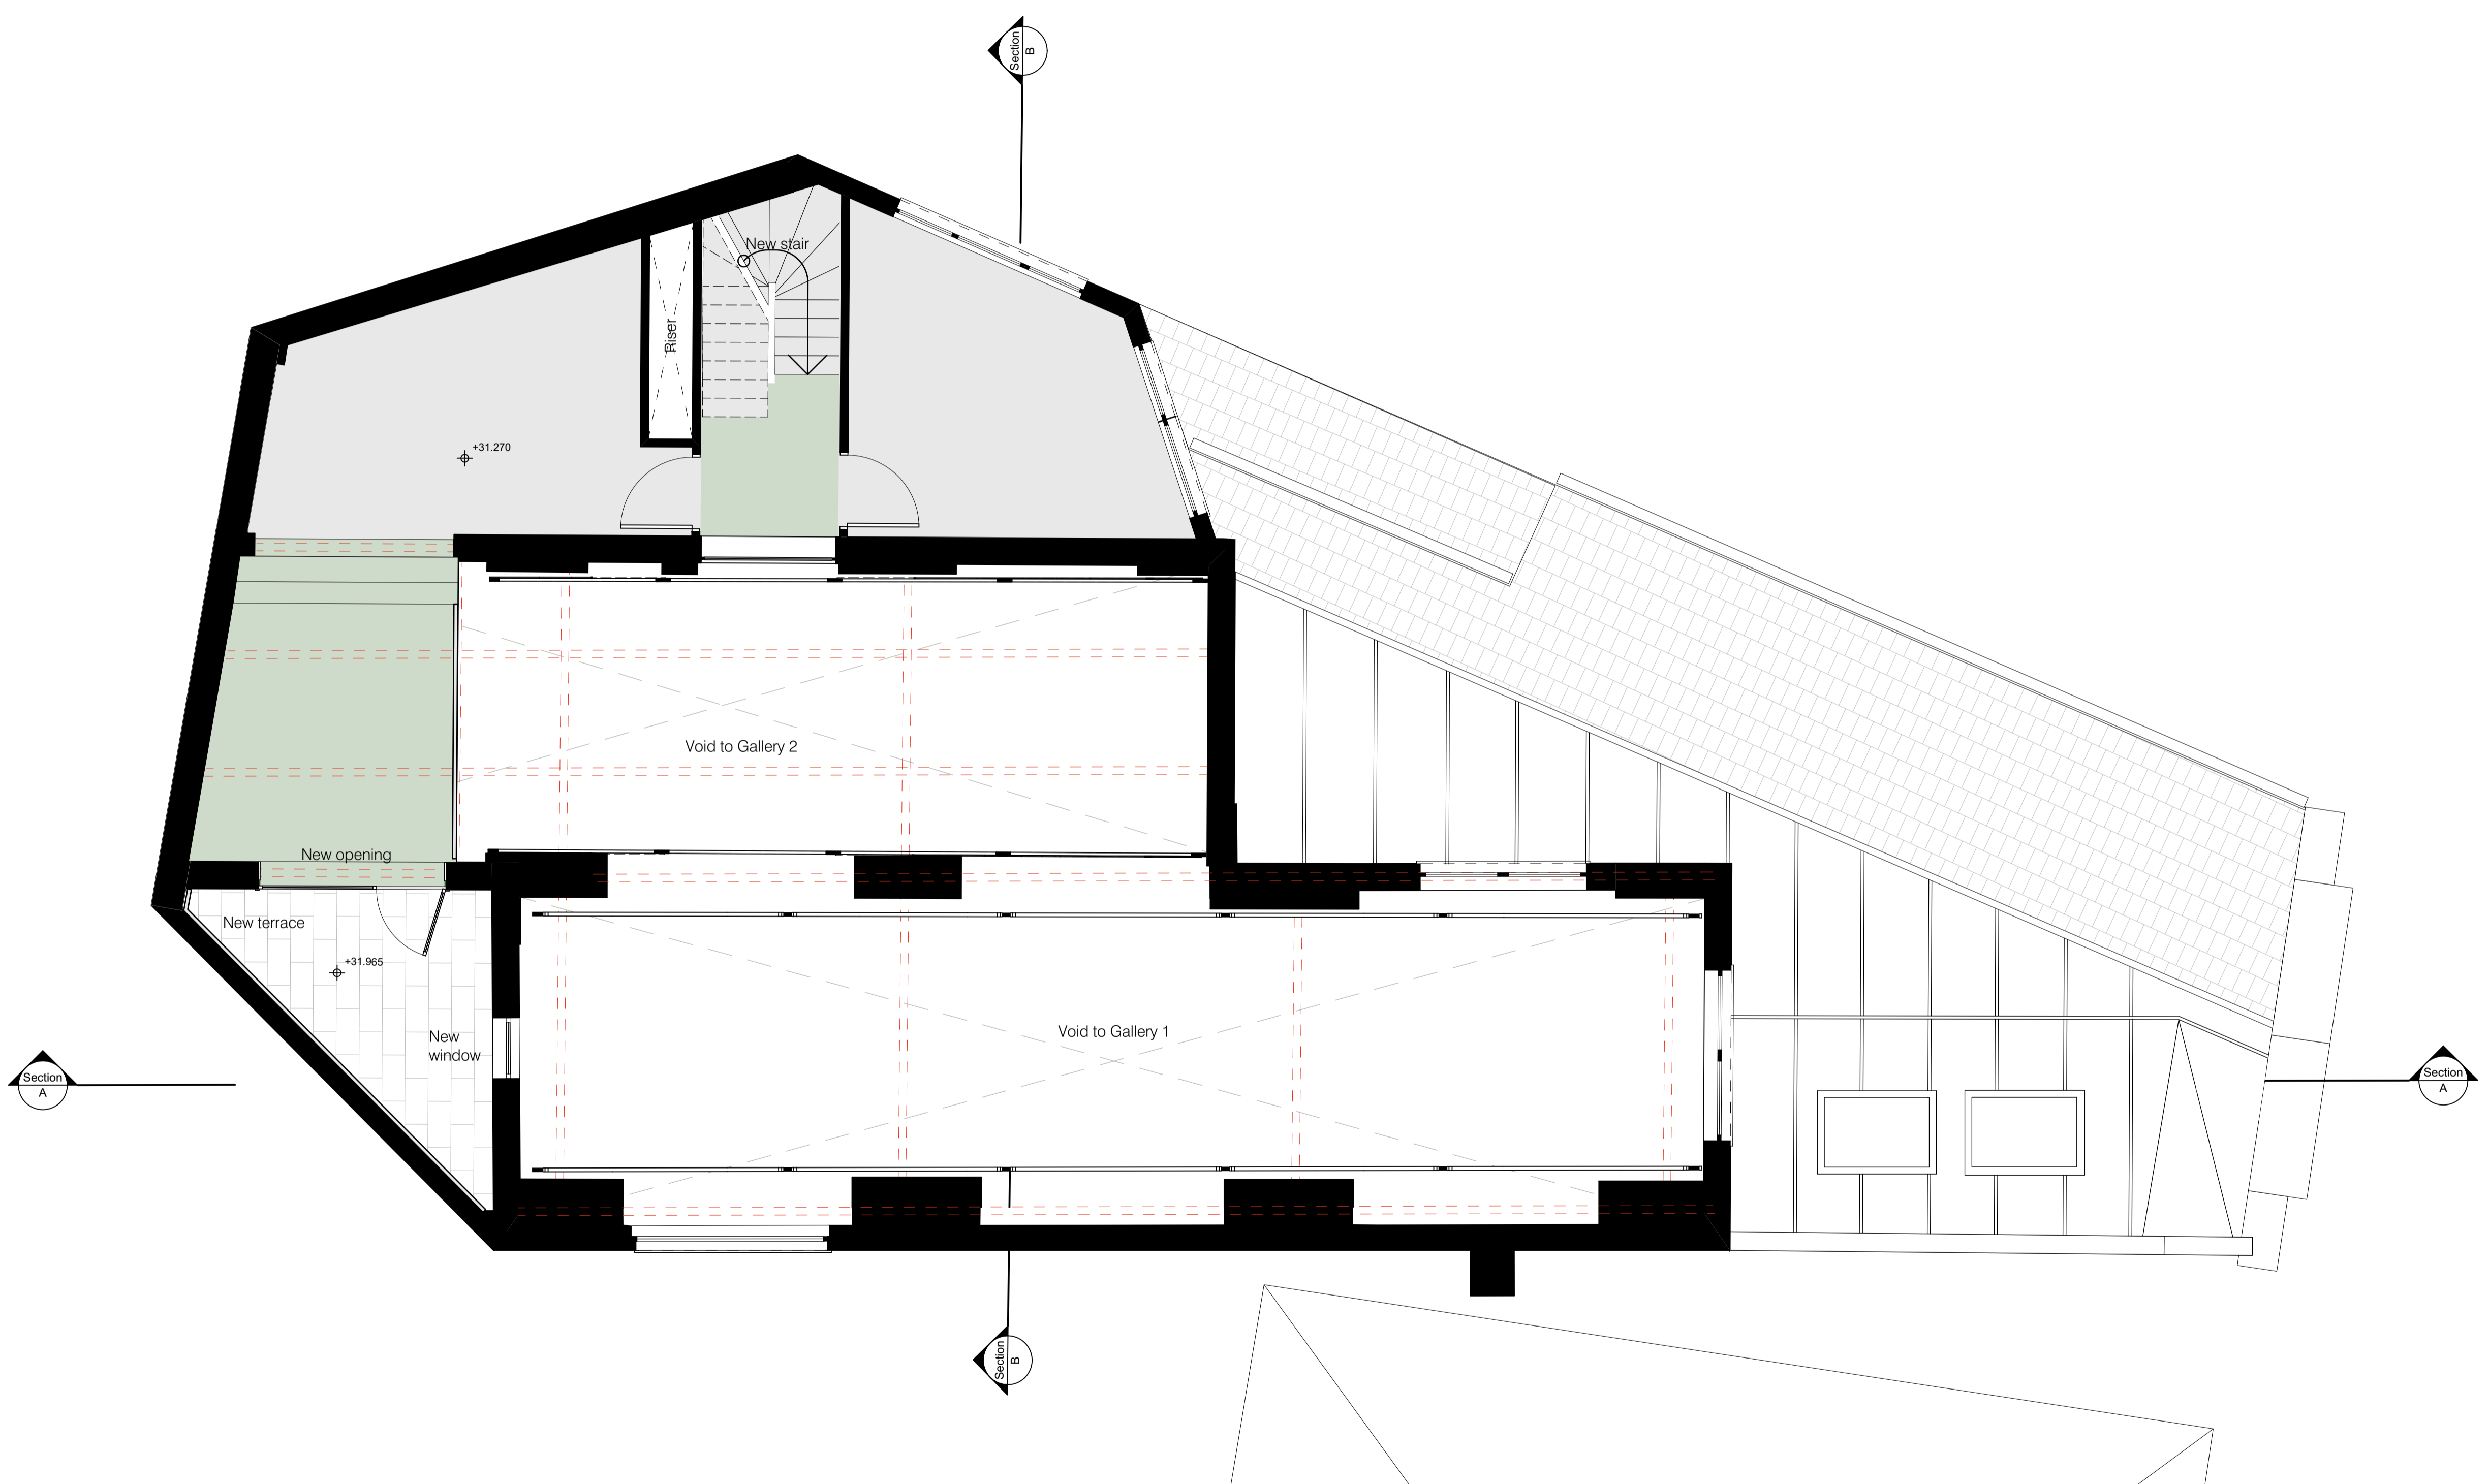 Section
B
New stair
Riser
+31.270
Void to Gallery 2
New opening
New terrace
+31.965
New
window
Void to Gallery 1
Section
A
Section
A
Section
B